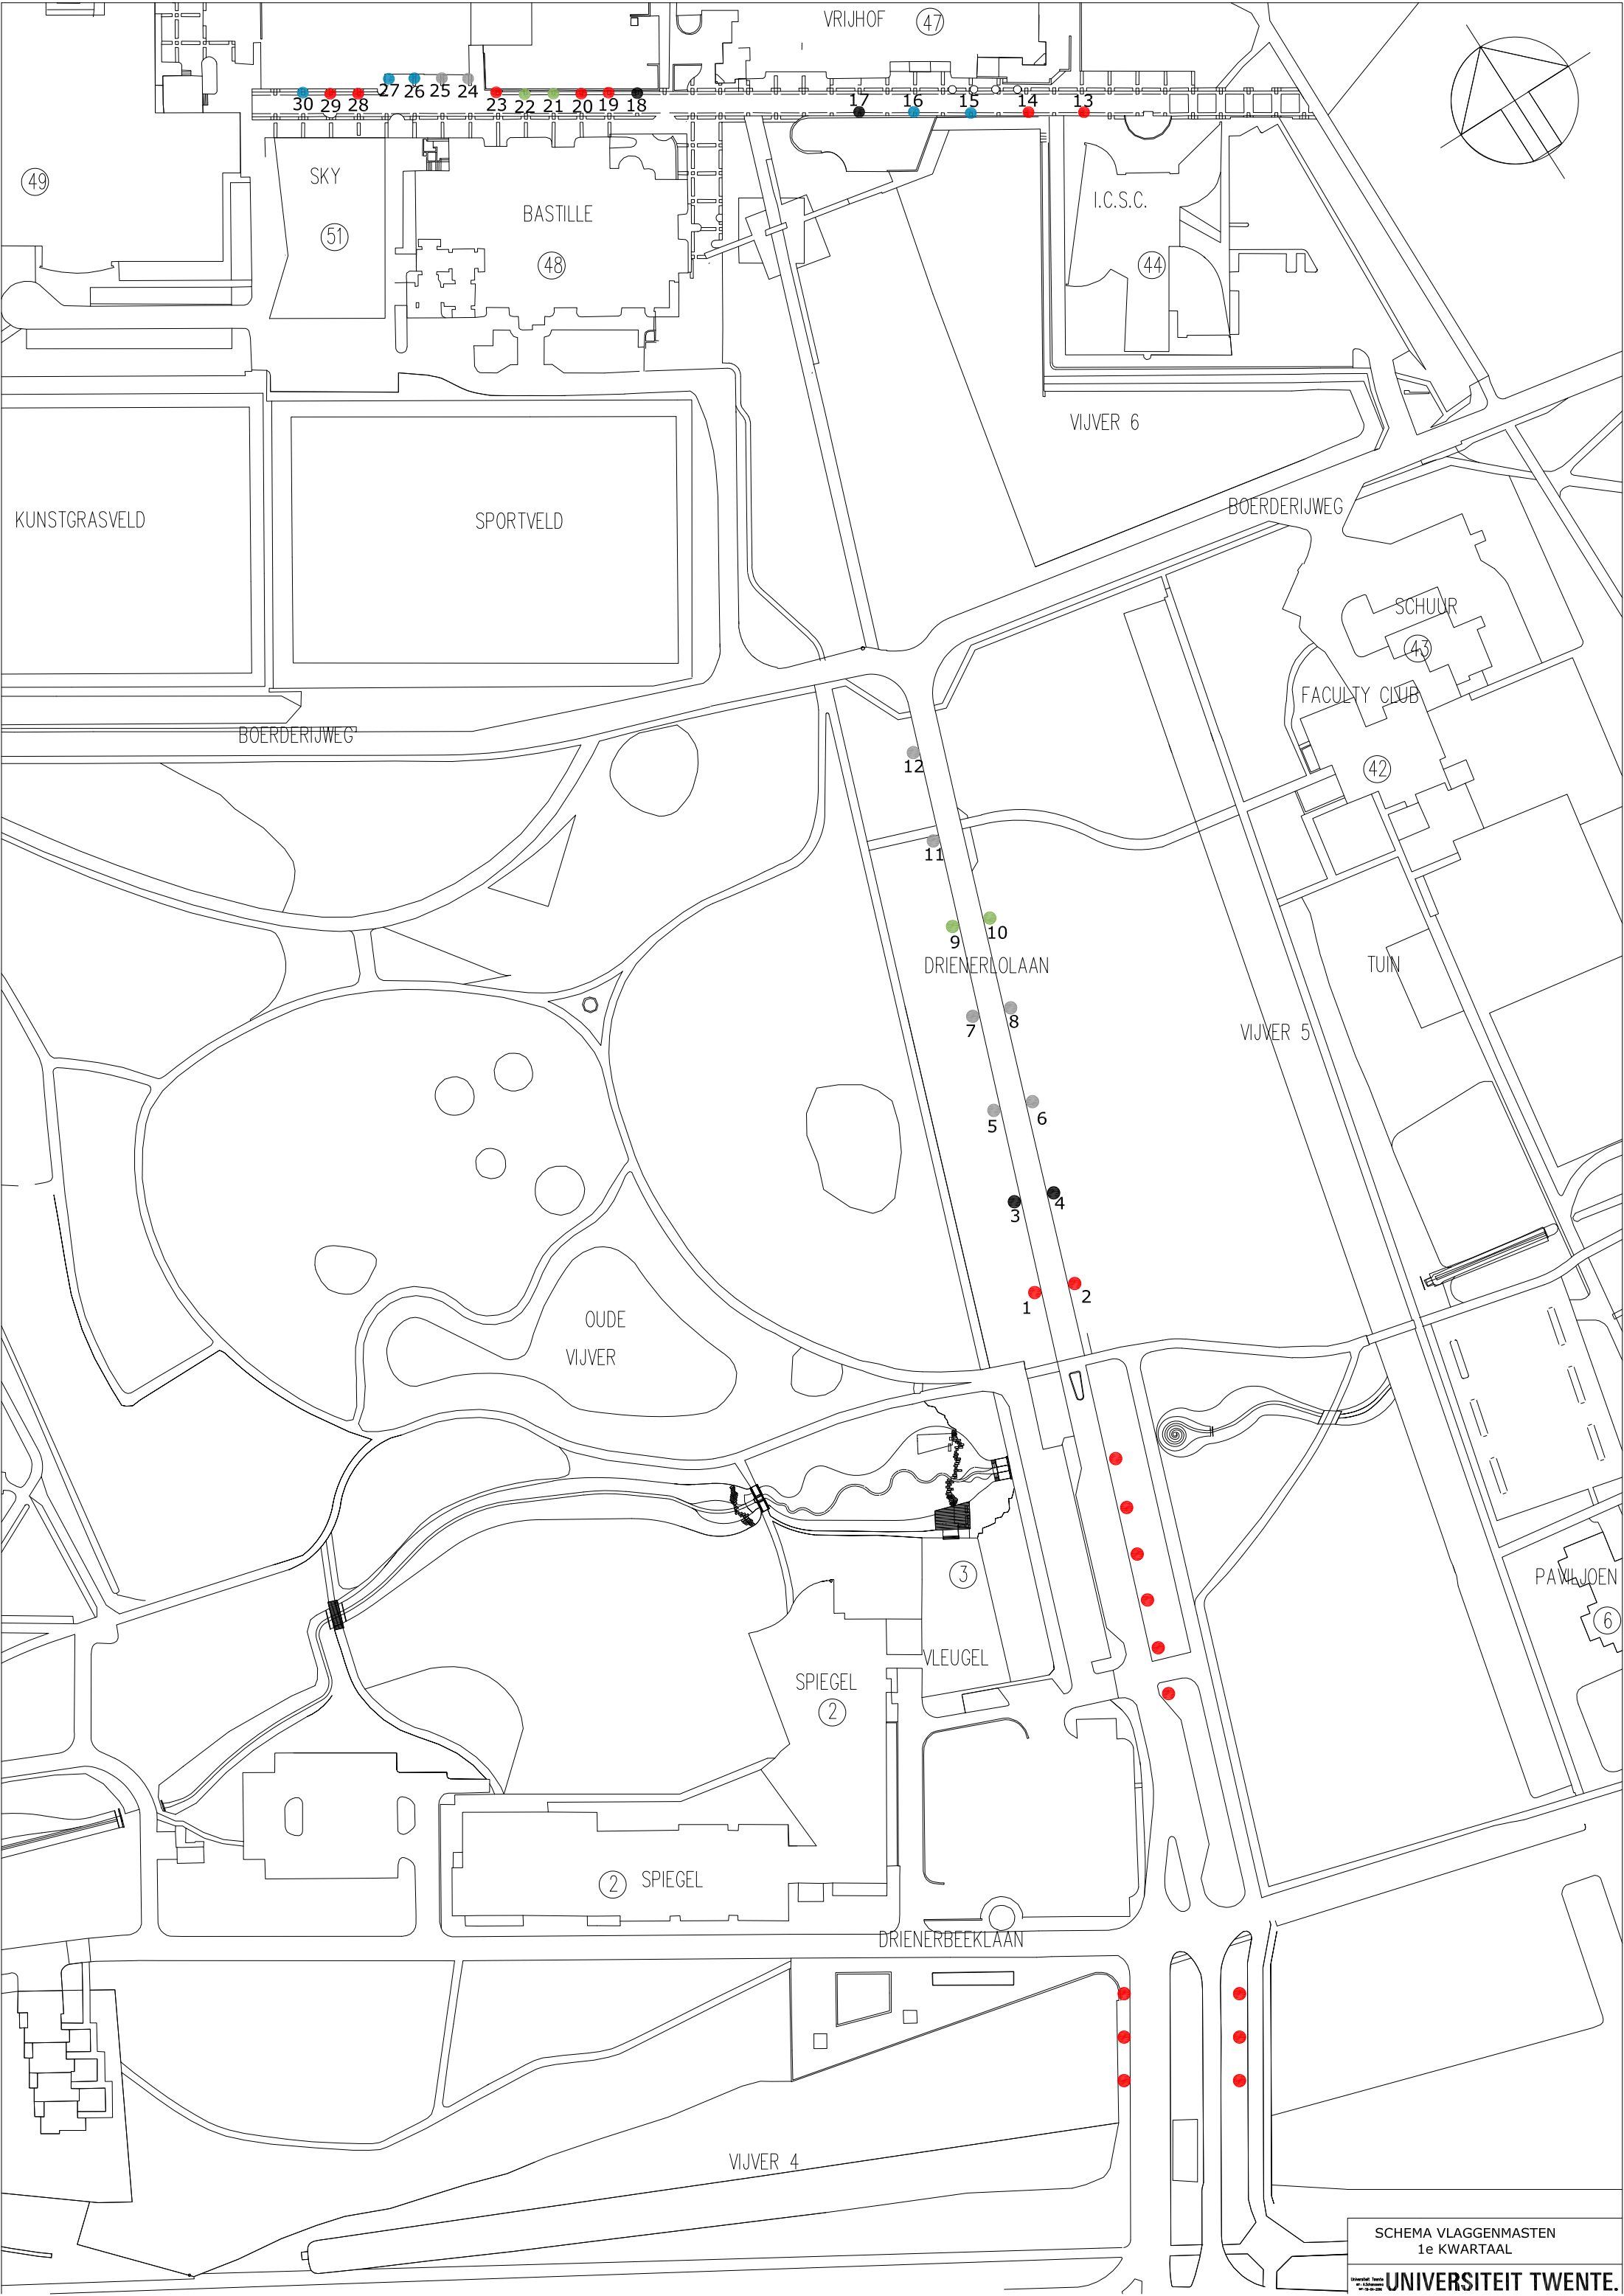 VRIJHOF 47
27 26 25 24
30 29 28 23 22 21 20 19 18 17 16 15 14 13
49
SKY
51
BASTILLE
48
I.C.S.C.
44
VIJVER 6
KUNSTGRASVELD
SPORTVELD
BOERDERIJWEG
SCHUUR
43
FACULTY CLUB
42
BOERDERIJWEG
12
11
9 10
DRIENERLOLAAN
TUIN
7 8
VIJVER 5
5 6
3 4
1 2
OUDE
VIJVER
3
VLEUGEL
PAVILJOEN
6
SPIEGEL
2
2 SPIEGEL
DRIENERBEEKLAAN
VIJVER 4
SCHEMA VLAGGENMASTEN
1e KWARTAAL
UNIVERSITEIT TWENTE.